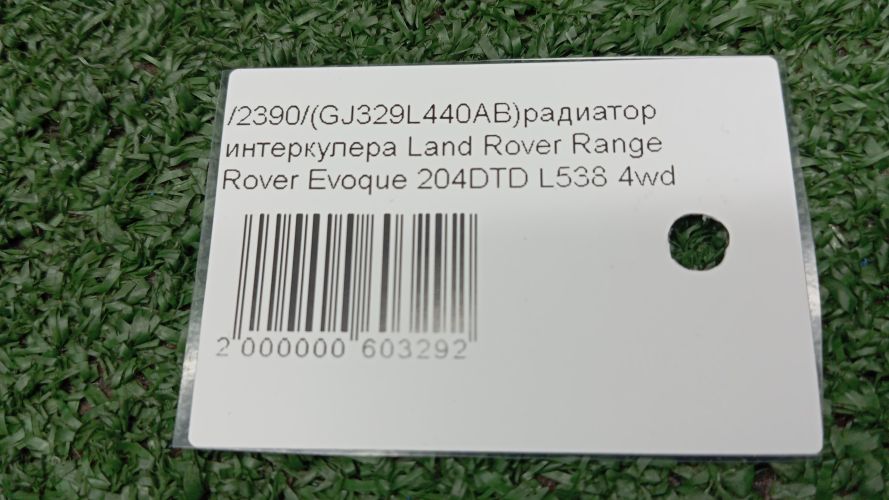 /2390/(GJ329L440AB)радиатор
интеркулера Land Rover Range
Rover Evoque 204DTD L538 4wd
2 000000 603292